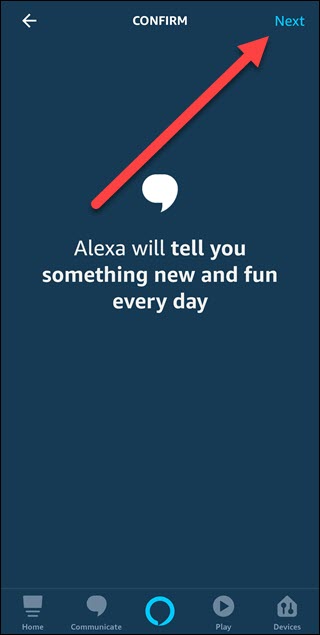 CONFIRM
Next
Alexa will tell you
something new and fun
every day
Home
Communicate
Play
Devices